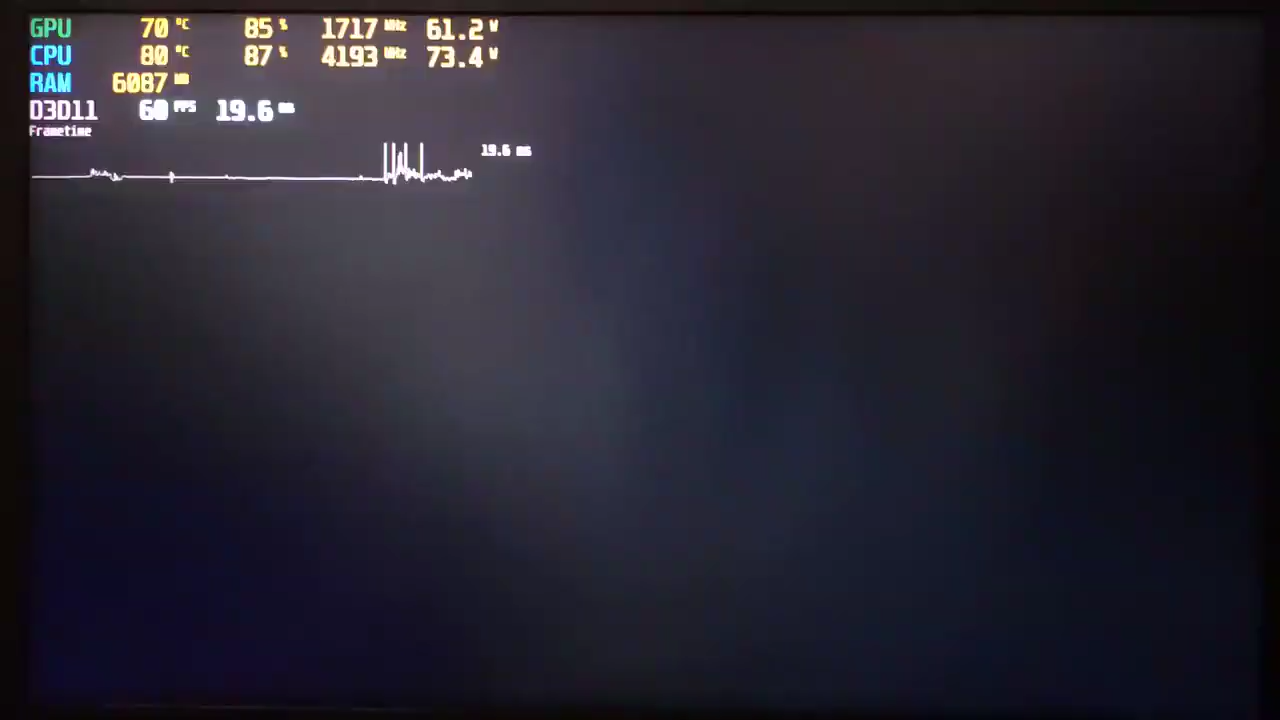 GPU 70 °C 85 % 1717 MHz 61.2 W
CPU 80 °C 87 % 4193 MHz 73.4 W
RAM 6087 MB
D3D11 60 FPS 19.6 ms
Frametime
19.6 ms